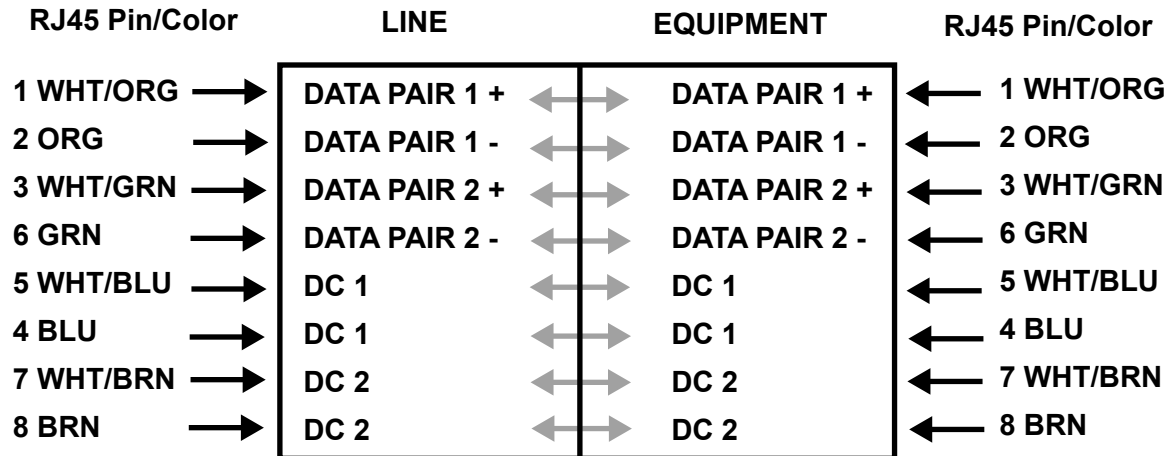 RJ45 Pin/Color LINE EQUIPMENT RJ45 Pin/Color
1 WHT/ORG DATA PAIR 1 + DATA PAIR 1 + 1 WHT/ORG
2 ORG DATA PAIR 1 - DATA PAIR 1 - 2 ORG
3 WHT/GRN DATA PAIR 2 + DATA PAIR 2 + 3 WHT/GRN
6 GRN DATA PAIR 2 - DATA PAIR 2 - 6 GRN
5 WHT/BLU DC 1 DC 1 5 WHT/BLU
4 BLU DC 1 DC 1 4 BLU
7 WHT/BRN DC 2 DC 2 7 WHT/BRN
8 BRN DC 2 DC 2 8 BRN